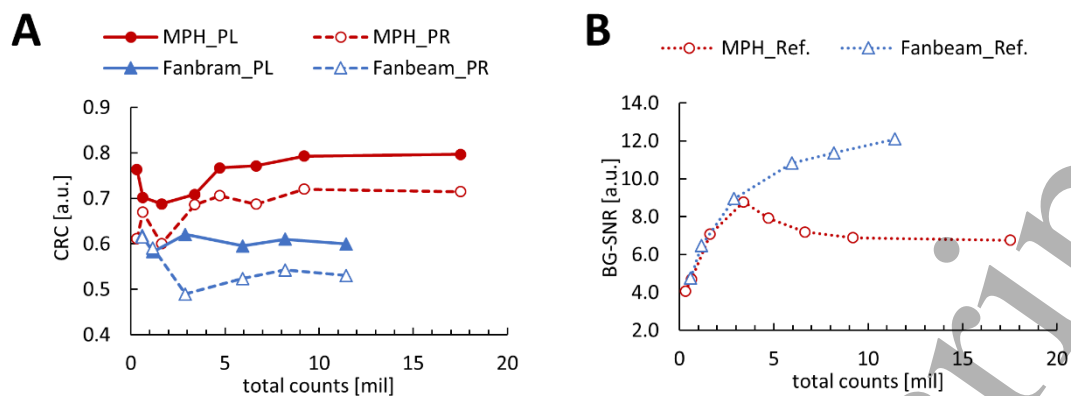 A
MPH_PL
MPH_PR
Fanbram_PL
Fanbeam_PR
0.9
0.8
0.7
0.6
0.5
0.4
CRC [a.u.]
0
5
10
15
20
total counts [mil]
B
MPH_Ref.
Fanbeam_Ref.
14.0
12.0
10.0
8.0
6.0
4.0
2.0
BG-SNR [a.u.]
0
5
10
15
20
total counts [mil]